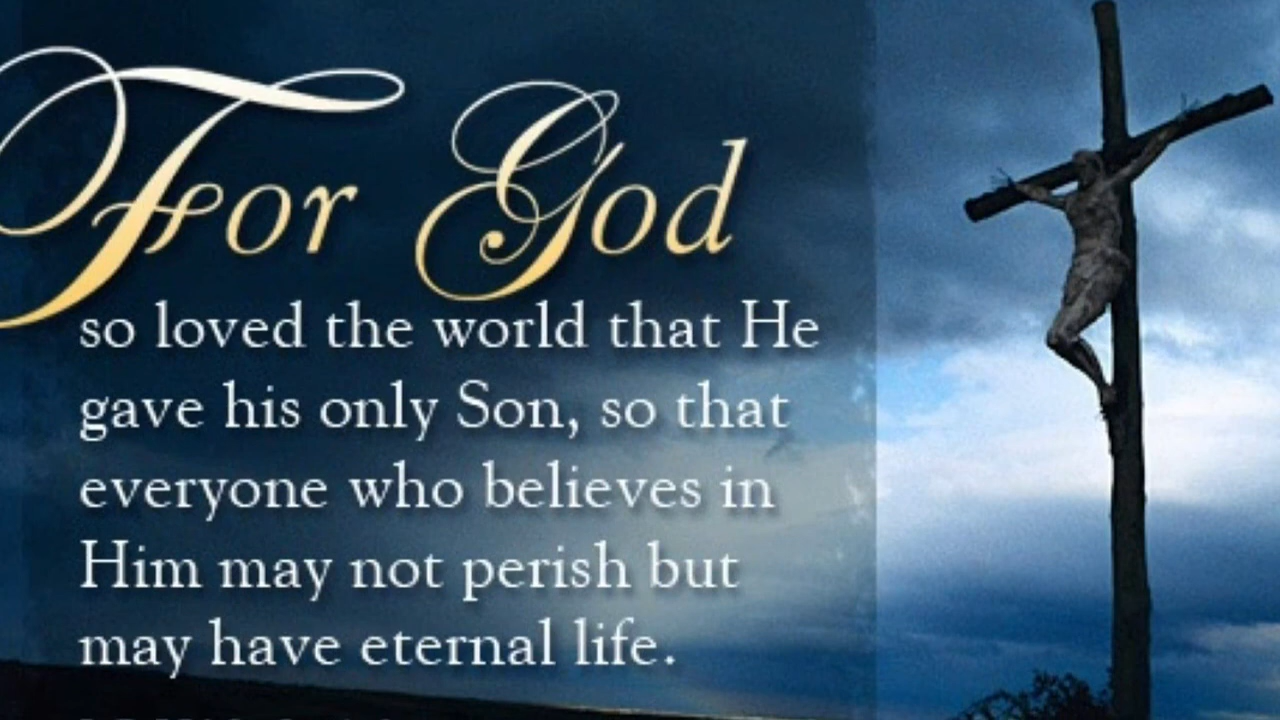 For God
so loved the world that He
gave his only Son, so that
everyone who believes in
Him may not perish but
may have eternal life.